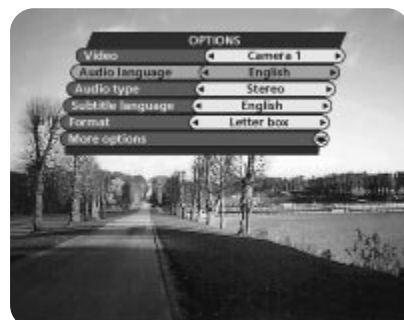 OPTIONS
Video Camera 1
Audio language English
Audio type Stereo
Subtitle language English
Format Letter box
More options